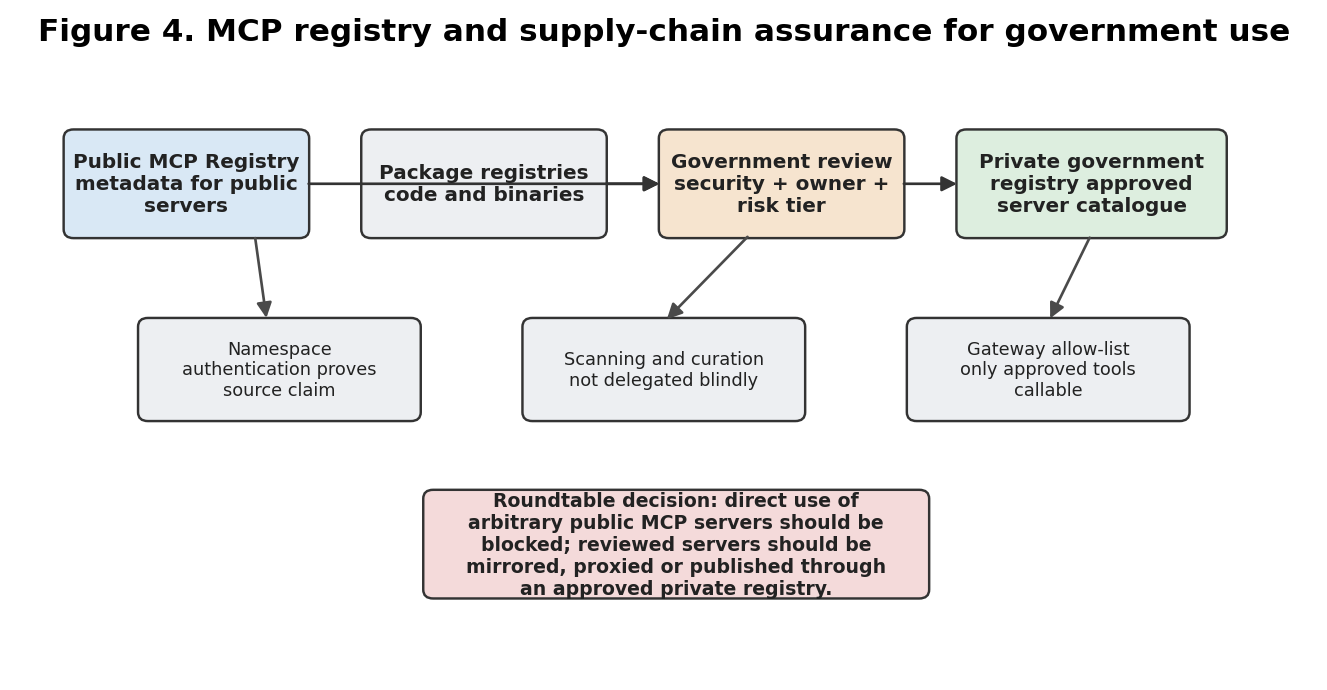 Figure 4. MCP registry and supply-chain assurance for government use
Public MCP Registry
metadata for public
servers
Package registries
code and binaries
Government review
security + owner +
risk tier
Private government
registry approved
server catalogue
Namespace
authentication proves
source claim
Scanning and curation
not delegated blindly
Gateway allow-list
only approved tools
callable
Roundtable decision: direct use of
arbitrary public MCP servers should be
blocked; reviewed servers should be
mirrored, proxied or published through
an approved private registry.